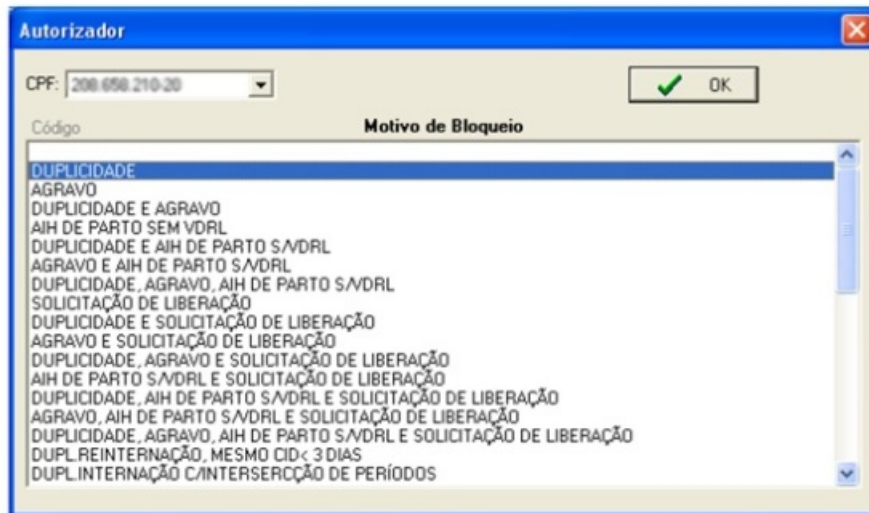 Autorizador
CPF:
OK
Código Motivo de Bloqueio
DUPLICIDADE
AGRAVO
DUPLICIDADE E AGRAVO
AIH DE PARTO SEM VDRL
DUPLICIDADE E AIH DE PARTO S/VDRL
AGRAVO E AIH DE PARTO S/VDRL
DUPLICIDADE, AGRAVO, AIH DE PARTO S/VDRL
SOLICITAÇÃO DE LIBERAÇÃO
DUPLICIDADE E SOLICITAÇÃO DE LIBERAÇÃO
AGRAVO E SOLICITAÇÃO DE LIBERAÇÃO
DUPLICIDADE, AGRAVO E SOLICITAÇÃO DE LIBERAÇÃO
AIH DE PARTO S/VDRL E SOLICITAÇÃO DE LIBERAÇÃO
DUPLICIDADE, AIH DE PARTO S/VDRL E SOLICITAÇÃO DE LIBERAÇÃO
AGRAVO, AIH DE PARTO S/VDRL E SOLICITAÇÃO DE LIBERAÇÃO
DUPLICIDADE, AGRAVO, AIH DE PARTO S/VDRL E SOLICITAÇÃO DE LIBERAÇÃO
DUPL.REINTERNAÇÃO, MESMO CID< 3 DIAS
DUPL.INTERNAÇÃO C/INTERSERCÇÃO DE PERÍODOS